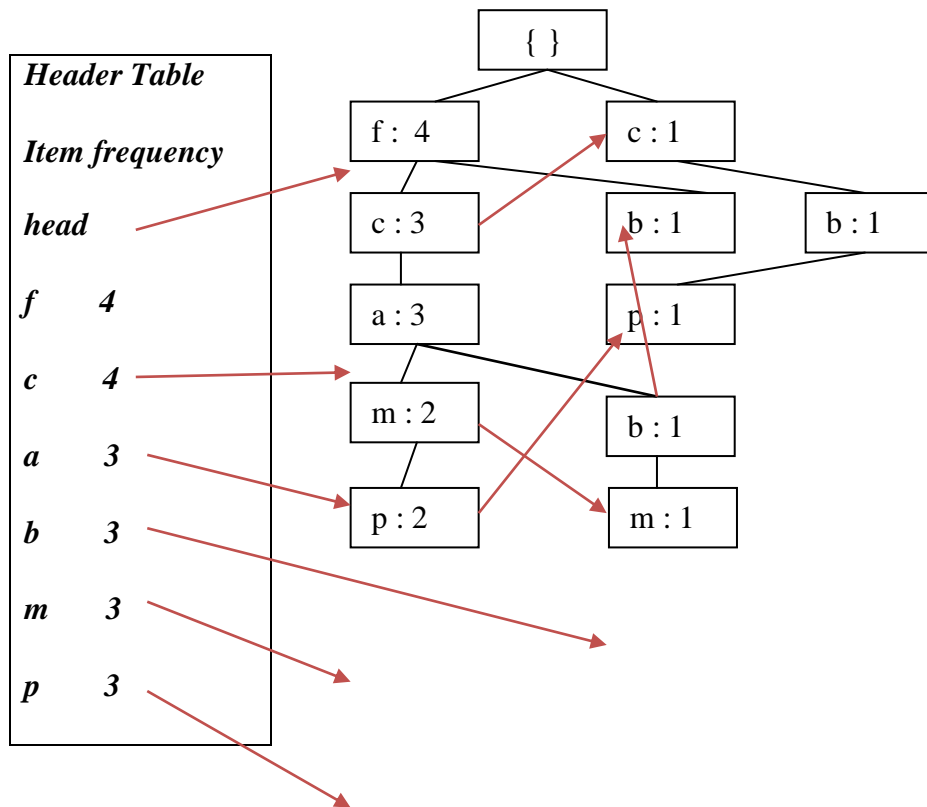 Header Table
Item frequency
head
f 4
c 4
a 3
b 3
m 3
p 3
{ }
f : 4
c : 1
c : 3
b : 1
b : 1
a : 3
p : 1
m : 2
b : 1
p : 2
m : 1